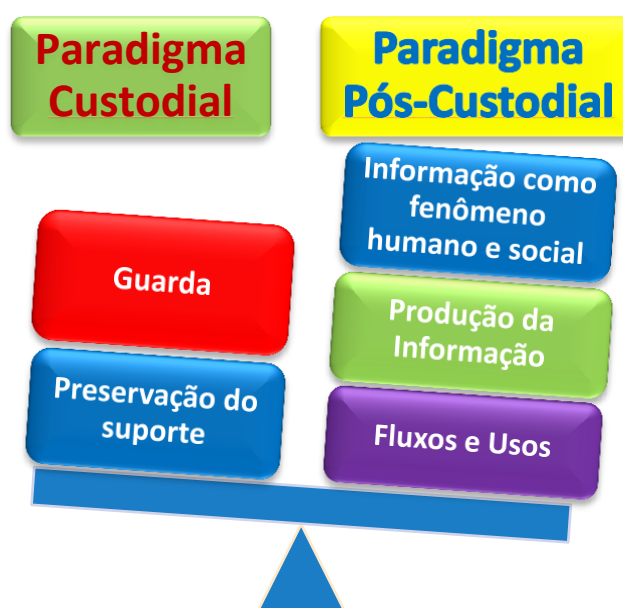 Paradigma
Custodial
Paradigma
Pós-Custodial
Informação como
fenômeno
humano e social
Guarda
Produção da
Informação
Preservação do
suporte
Fluxos e Usos